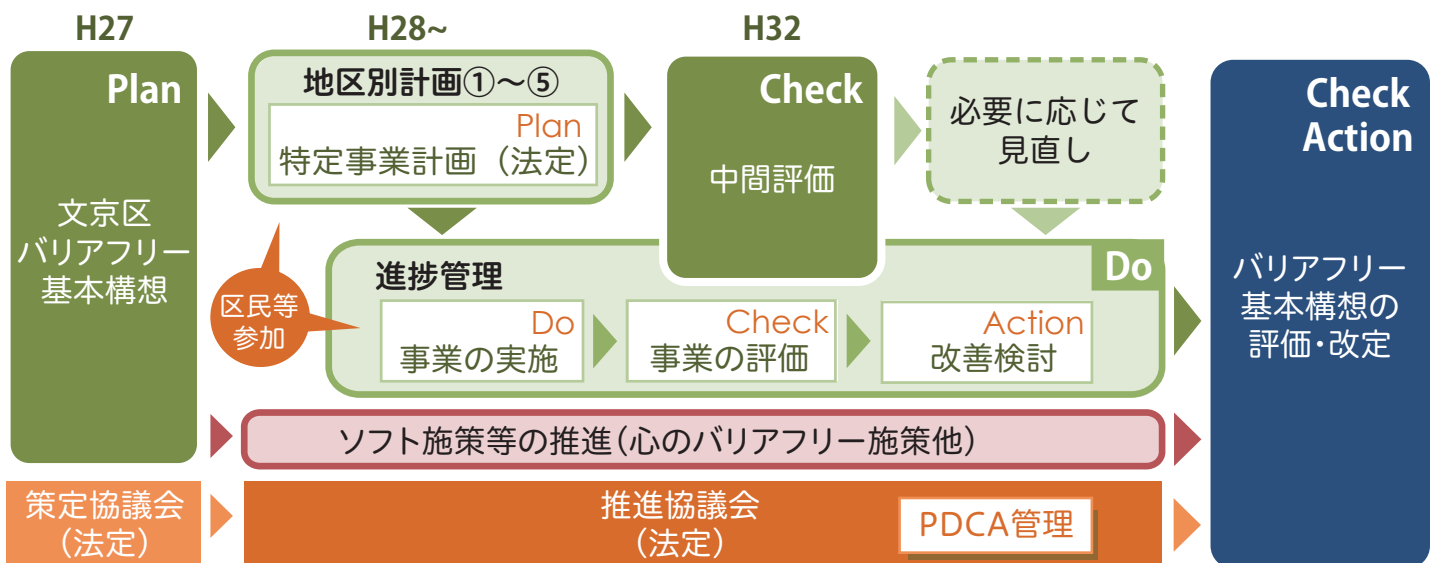 H27
Plan
文京区
バリアフリー
基本構想
H28~
地区別計画①～⑤
Plan
特定事業計画（法定）
H32
Check
中間評価
必要に応じて
見直し
Check
Action
バリアフリー
基本構想の
評価・改定
区民等
参加
進捗管理
Do
Do
事業の実施
Check
事業の評価
Action
改善検討
ソフト施策等の推進（心のバリアフリー施策他）
策定協議会
（法定）
推進協議会
（法定）
PDCA管理